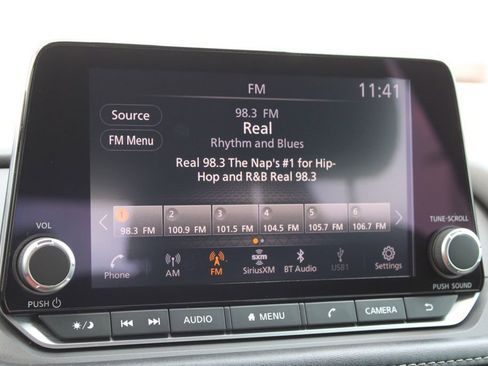 FM
11:41
Source
98.3 FM
Real
FM Menu
Rhythm and Blues
Real 98.3 The Nap's #1 for Hip-
Hop and R&B Real 98.3
1 2 3 4 5 6
98.3 FM 100.9 FM 101.5 FM 104.5 FM 105.7 FM 106.7 FM
VOL
TUNE·SCROLL
Phone AM FM SiriusXM BT Audio USB1 Settings
sxm
PUSH
PUSH SOUND
AUDIO MENU CAMERA